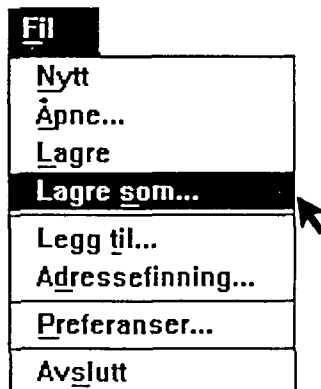 Fil
Nytt
Åpne...
Lagre
Lagre som...
Legg til...
Adressefinning...
Preferanser...
Avslutt